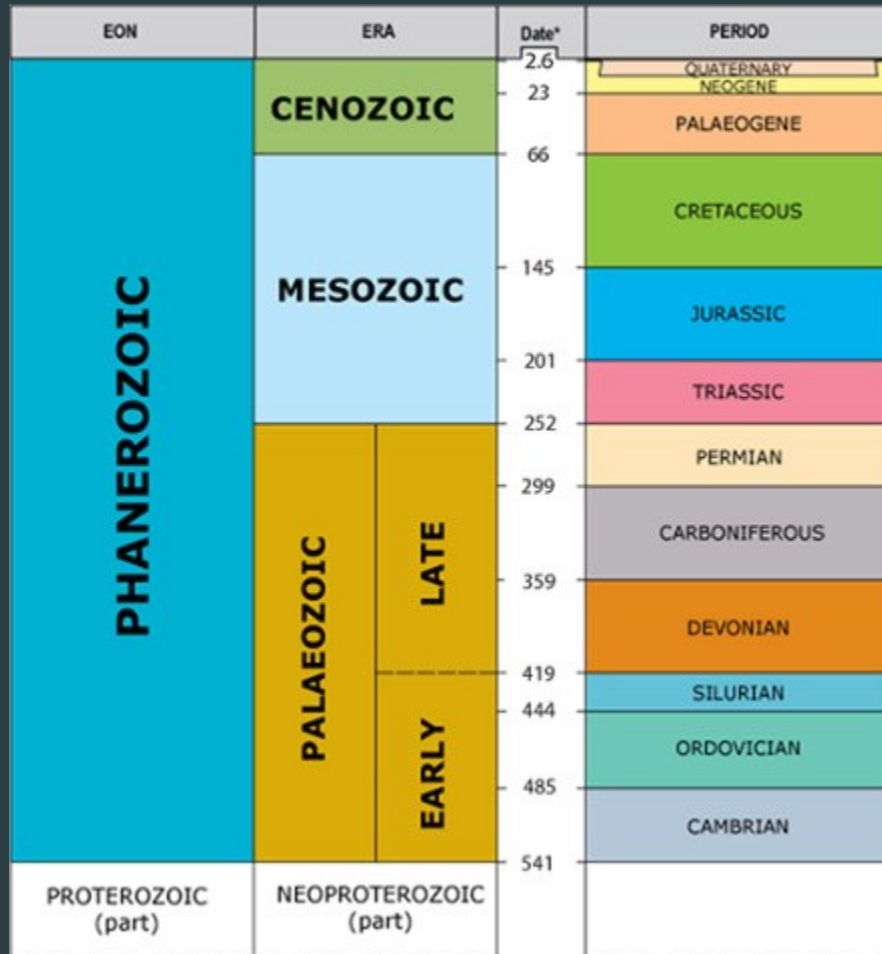 EON
ERA
Date*
PERIOD
PHANEROZOIC
CENOZOIC
MESOZOIC
PALAEOZOIC
LATE
EARLY
2.6
23
66
145
201
252
299
359
419
444
485
541
QUATERNARY
NEOGENE
PALAEOGENE
CRETACEOUS
JURASSIC
TRIASSIC
PERMIAN
CARBONIFEROUS
DEVONIAN
SILURIAN
ORDOVICIAN
CAMBRIAN
PROTEROZOIC
(part)
NEOPROTEROZOIC
(part)